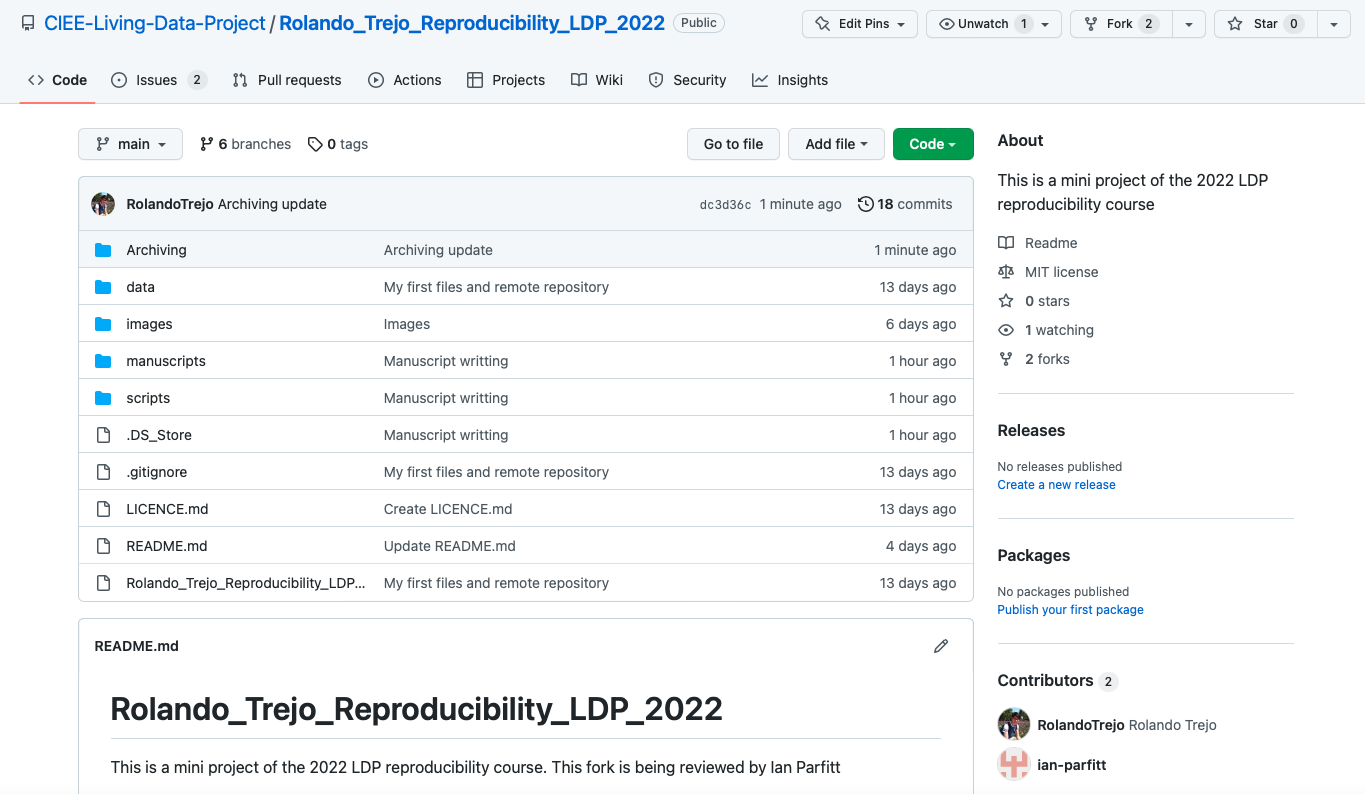 CIEE-Living-Data-Project / Rolando_Trejo_Reproducibility_LDP_2022 Public
Edit Pins Unwatch 1 Fork 2 Star 0
Code Issues 2 Pull requests Actions Projects Wiki Security Insights
main 6 branches 0 tags Go to file Add file Code
RolandoTrejo Archiving update dc3d36c 1 minute ago 18 commits
Archiving Archiving update 1 minute ago
data My first files and remote repository 13 days ago
images Images 6 days ago
manuscripts Manuscript writting 1 hour ago
scripts Manuscript writting 1 hour ago
.DS_Store Manuscript writting 1 hour ago
.gitignore My first files and remote repository 13 days ago
LICENCE.md Create LICENCE.md 13 days ago
README.md Update README.md 4 days ago
Rolando_Trejo_Reproducibility_LDP... My first files and remote repository 13 days ago
README.md
Rolando_Trejo_Reproducibility_LDP_2022
This is a mini project of the 2022 LDP reproducibility course. This fork is being reviewed by Ian Parfitt
About
This is a mini project of the 2022 LDP
reproducibility course
Readme
MIT license
0 stars
1 watching
2 forks
Releases
No releases published
Create a new release
Packages
No packages published
Publish your first package
Contributors 2
RolandoTrejo Rolando Trejo
ian-parfitt